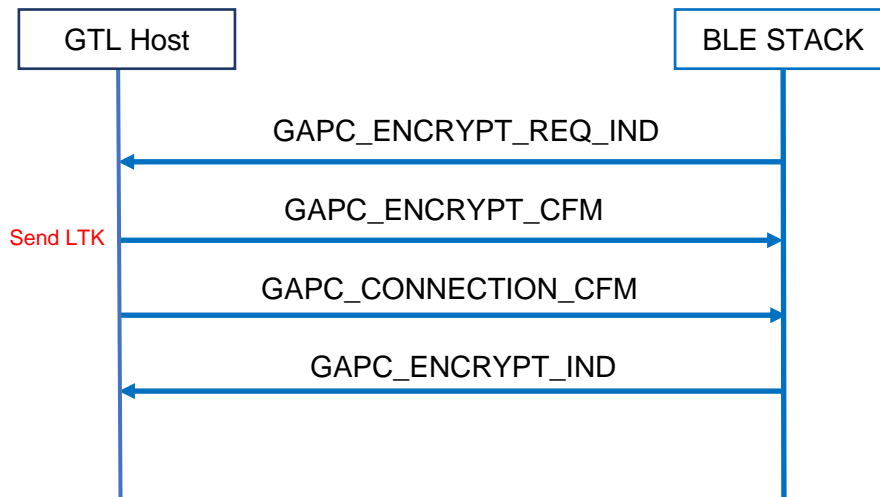 GTL Host
BLE STACK
GAPC_ENCRYPT_REQ_IND
GAPC_ENCRYPT_CFM
Send LTK
GAPC_CONNECTION_CFM
GAPC_ENCRYPT_IND